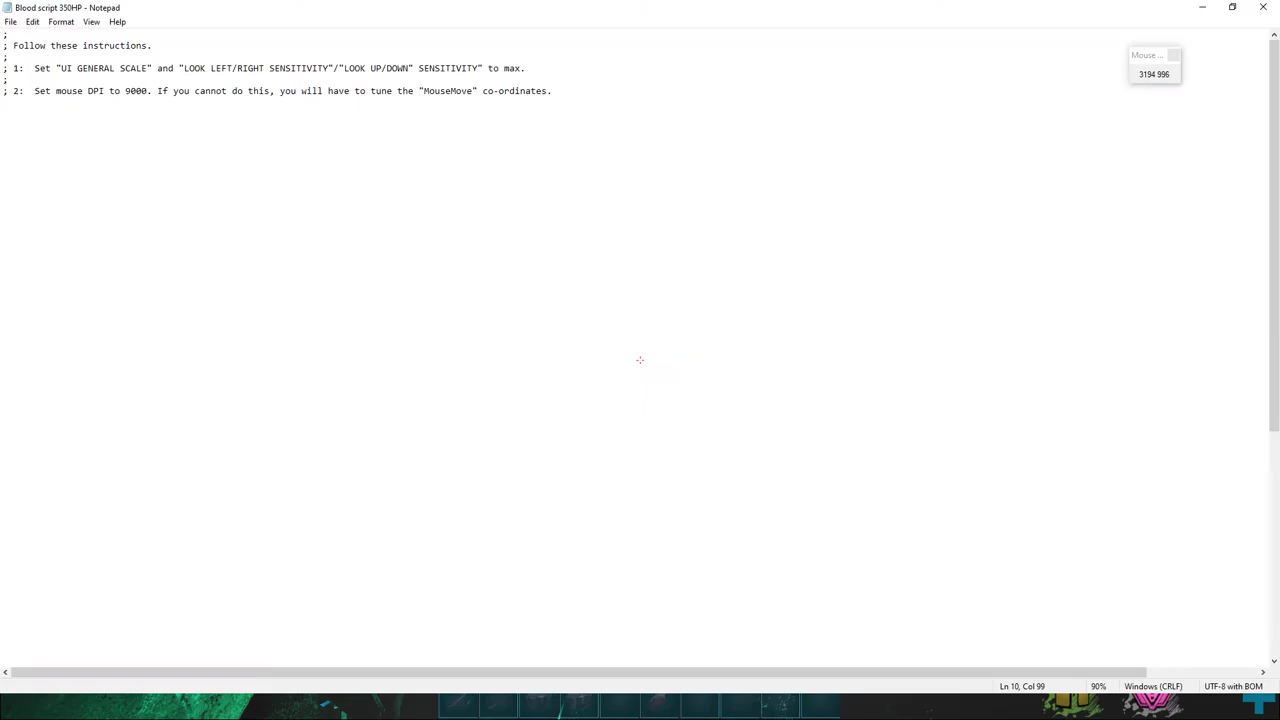 Blood script 350HP - Notepad
File Edit Format View Help
;
; Follow these instructions.
;
; 1:  Set "UI GENERAL SCALE" and "LOOK LEFT/RIGHT SENSITIVITY"/"LOOK UP/DOWN" SENSITIVITY" to max.
;
; 2:  Set mouse DPI to 9000. If you cannot do this, you will have to tune the "MouseMove" co-ordinates.
;
Mouse ...
3194 996
Ln 10, Col 99 90% Windows (CRLF) UTF-8 with BOM